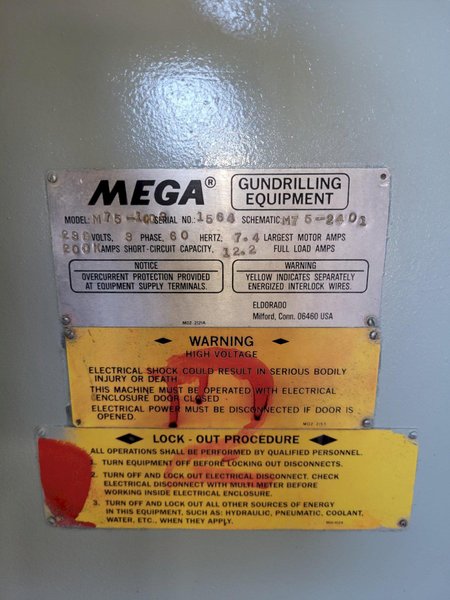 MEGA® GUNDRILLING EQUIPMENT
MODEL: SERIAL NO.: 1564 SCHEMATIC: M75-2401
VOLTS, 3 PHASE, 60 HERTZ, 7.4 LARGEST MOTOR AMPS
200K AMPS SHORT-CIRCUIT CAPACITY, 12.2 FULL LOAD AMPS
NOTICE
OVERCURRENT PROTECTION PROVIDED
AT EQUIPMENT SUPPLY TERMINALS.
WARNING
YELLOW INDICATES SEPARATELY
ENERGIZED INTERLOCK WIRES.
ELDORADO
Milford, Conn. 06460 USA
WARNING
HIGH VOLTAGE
ELECTRICAL SHOCK COULD RESULT IN SERIOUS BODILY
INJURY OR DEATH
THIS MACHINE MUST BE OPERATED WITH ELECTRICAL
ENCLOSURE DOOR CLOSED
ELECTRICAL POWER MUST BE DISCONNECTED IF DOOR IS
OPENED.
LOCK - OUT PROCEDURE
ALL OPERATIONS SHALL BE PERFORMED BY QUALIFIED PERSONNEL.
1. TURN EQUIPMENT OFF BEFORE LOCKING OUT DISCONNECTS.
2. TURN OFF AND LOCK OUT ELECTRICAL DISCONNECT. CHECK
ELECTRICAL DISCONNECT WITH MULTI-METER BEFORE
WORKING INSIDE ELECTRICAL ENCLOSURE.
3. TURN OFF AND LOCK OUT ALL OTHER SOURCES OF ENERGY
IN THIS EQUIPMENT, SUCH AS: HYDRAULIC, PNEUMATIC, COOLANT,
WATER, ETC., WHEN THEY APPLY.